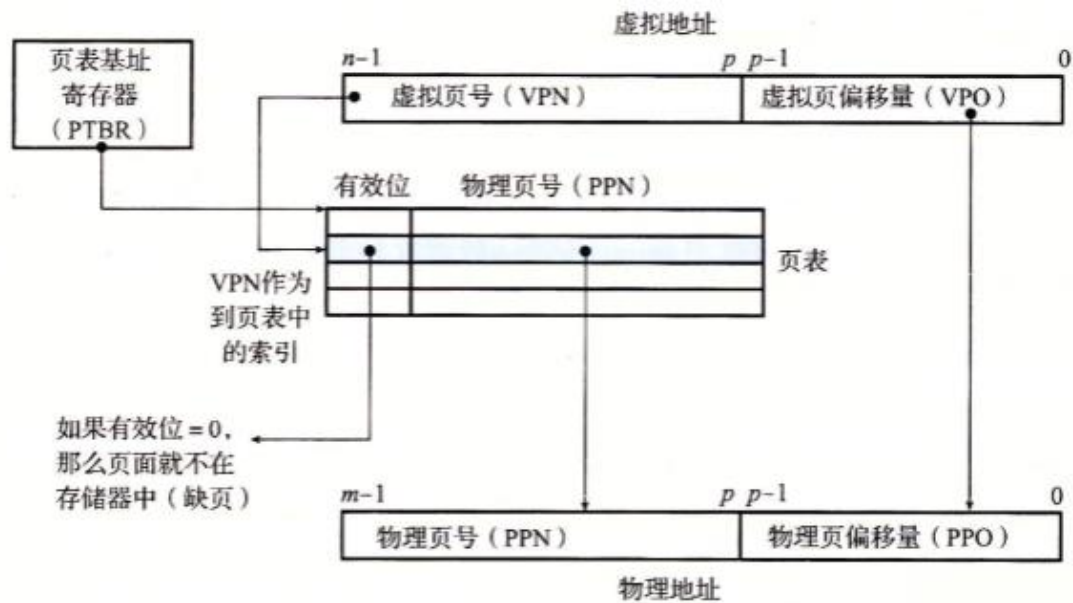 虚拟地址
页表基址
寄存器
（PTBR）
n-1 p p-1 0
虚拟页号（VPN） 虚拟页偏移量（VPO）
有效位 物理页号（PPN）
页表
VPN作为
到页表中
的索引
如果有效位=0，
那么页面就不在
存储器中（缺页）
m-1 p p-1 0
物理页号（PPN） 物理页偏移量（PPO）
物理地址